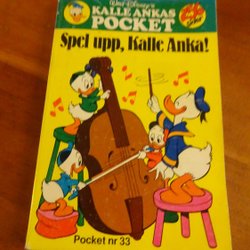 Walt Disney's
KALLE ANKAS
POCKET
Spel upp, Kalle Anka!
Pocket nr 33